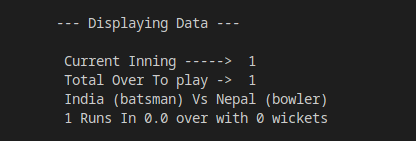 --- Displaying Data ---
Current Inning -----> 1
Total Over To play -> 1
India (batsman) Vs Nepal (bowler)
1 Runs In 0.0 over with 0 wickets